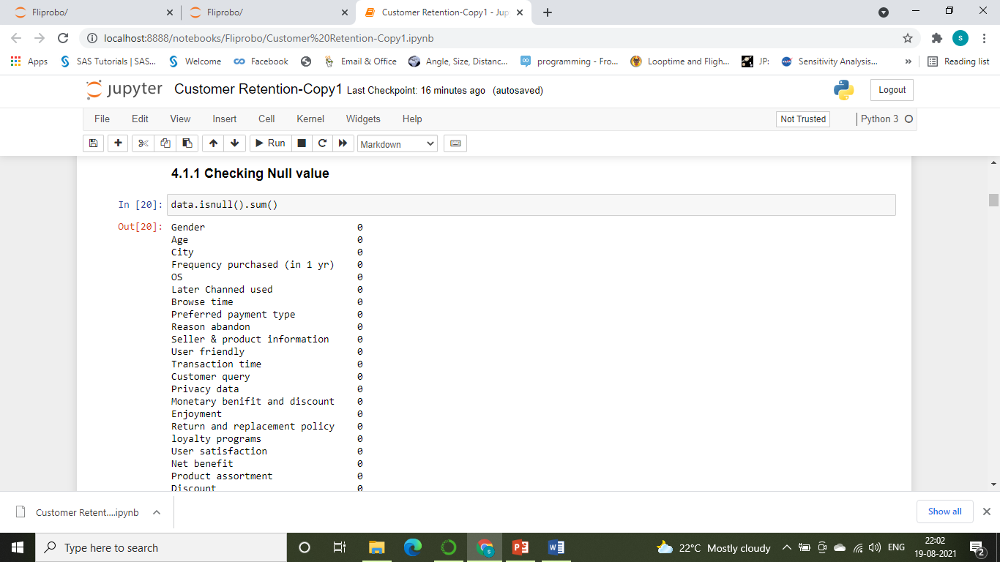 Fliprobo/
Fliprobo/
Customer Retention-Copy1 - Jup
localhost:8888/notebooks/Fliprobo/Customer%20Retention-Copy1.ipynb
S
Apps
SAS Tutorials | SAS...
Welcome
Facebook
Email & Office
Angle, Size, Distanc...
programming - Fro...
Looptime and Fligh...
JP:
Sensitivity Analysis...
»
Reading list
jupyter
Customer Retention-Copy1 Last Checkpoint: 16 minutes ago (autosaved)
Logout
File Edit View Insert Cell Kernel Widgets Help
Not Trusted
Python 3
Run
Markdown
4.1.1 Checking Null value
In [20]: data.isnull().sum()
Out[20]: Gender 0
Age 0
City 0
Frequency purchased (in 1 yr) 0
OS 0
Later Channed used 0
Browse time 0
Preferred payment type 0
Reason abandon 0
Seller & product information 0
User friendly 0
Transaction time 0
Customer query 0
Privacy data 0
Monetary benifit and discount 0
Enjoyment 0
Return and replacement policy 0
loyalty programs 0
User satisfaction 0
Net benefit 0
Product assortment 0
Discount 0
Customer Retent....ipynb
Show all
Type here to search
22°C Mostly cloudy
ENG
22:02
19-08-2021
2